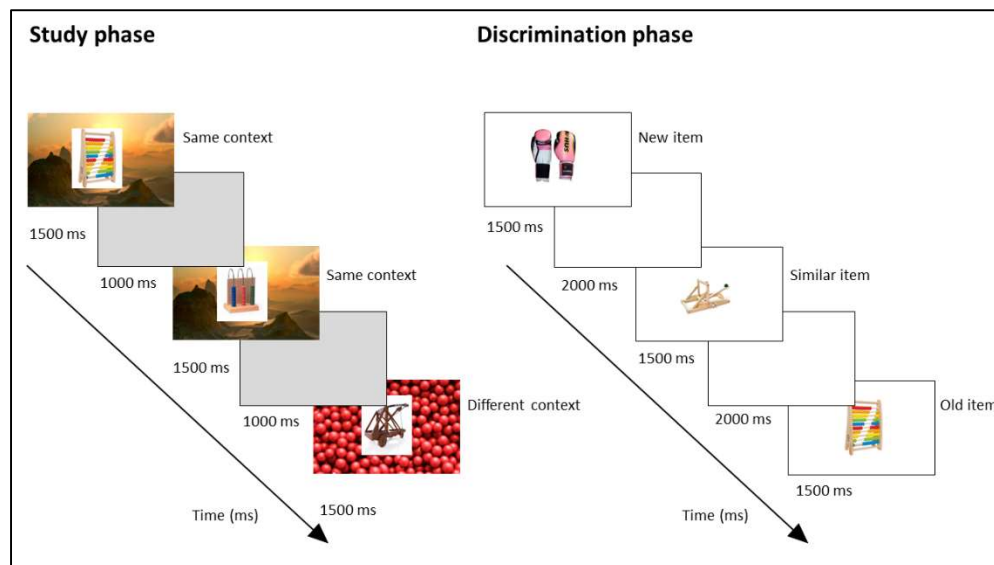 Study phase
Same context
1500 ms
1000 ms
Same context
1500 ms
1000 ms
Different context
1500 ms
Time (ms)
Discrimination phase
New item
1500 ms
2000 ms
Similar item
1500 ms
2000 ms
Old item
1500 ms
Time (ms)